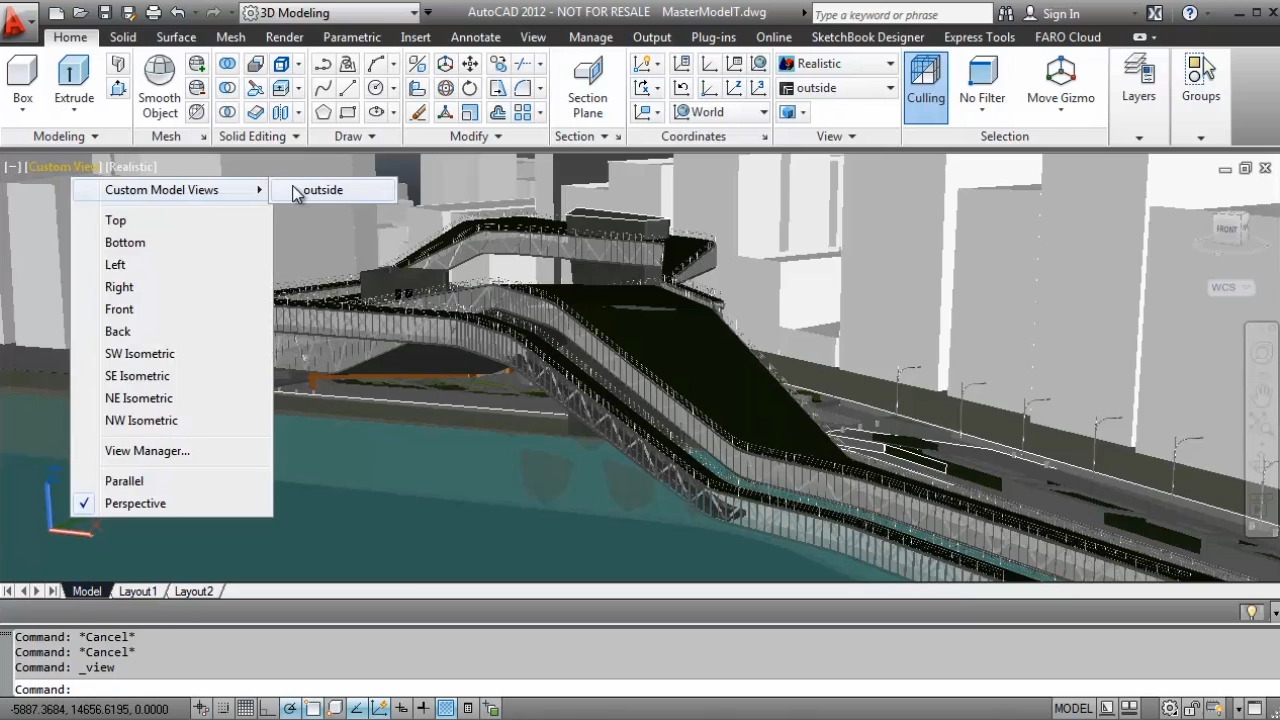 3D Modeling
AutoCAD 2012 - NOT FOR RESALE MasterModelT.dwg
Type a keyword or phrase
Sign In
Home Solid Surface Mesh Render Parametric Insert Annotate View Manage Output Plug-ins Online SketchBook Designer Express Tools FARO Cloud
Box
Extrude
Smooth
Object
Section
Plane
World
Realistic
outside
Culling
No Filter
Move Gizmo
Layers
Groups
Modeling
Mesh
Solid Editing
Draw
Modify
Section
Coordinates
View
Selection
[−] [Custom View] [Realistic]
Custom Model Views
outside
Top
Bottom
Left
Right
Front
Back
SW Isometric
SE Isometric
NE Isometric
NW Isometric
View Manager...
Parallel
Perspective
FRONT
WCS
Model Layout1 Layout2
Command: *Cancel*
Command: *Cancel*
Command: _view
Command:
-5887.3684, 14656.6195, 0.0000
MODEL